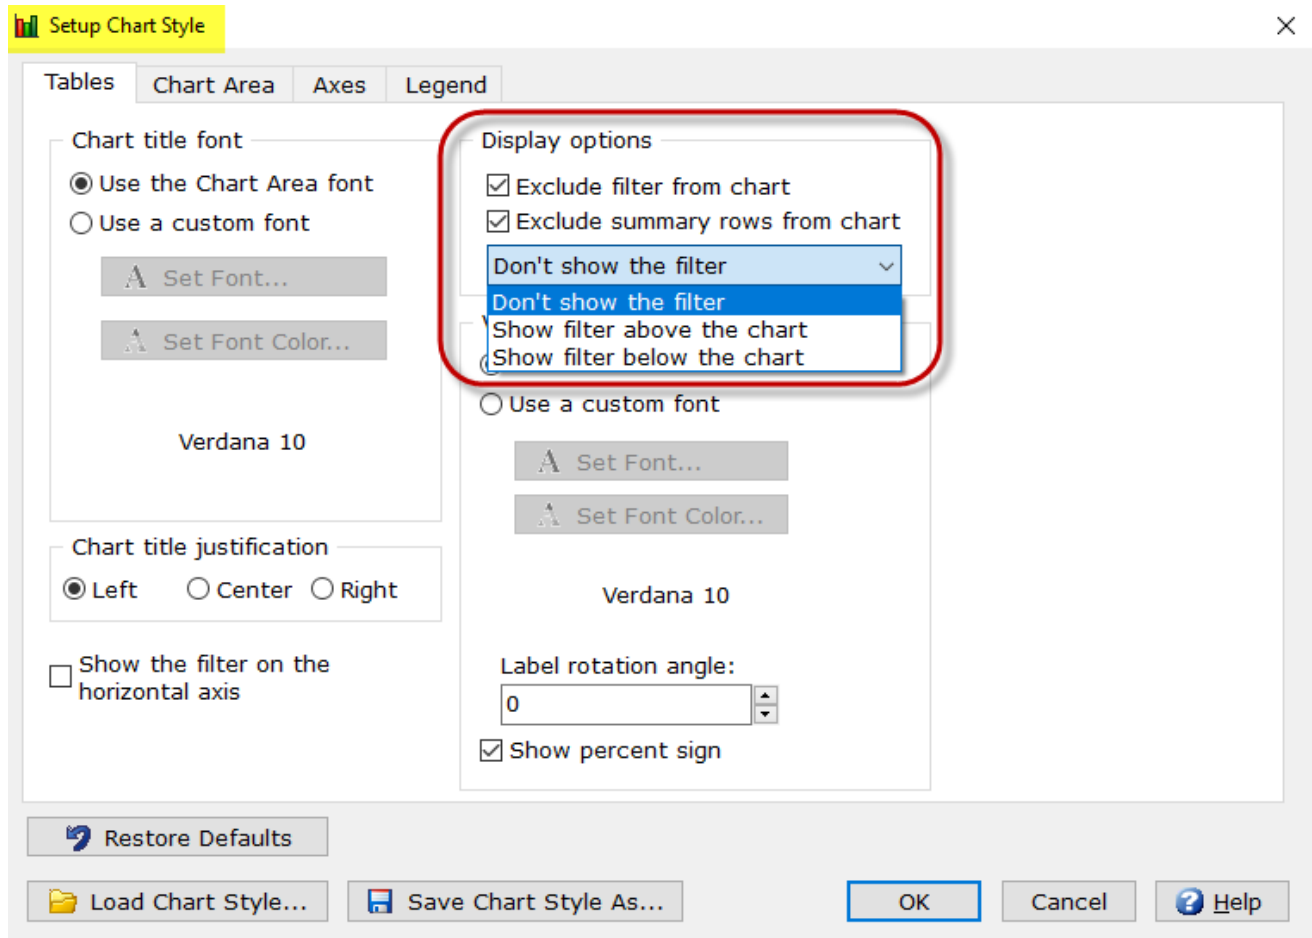 Setup Chart Style
Tables
Chart Area
Axes
Legend
Chart title font
Use the Chart Area font
Use a custom font
A Set Font...
A Set Font Color...
Verdana 10
Chart title justification
Left
Center
Right
Show the filter on the
horizontal axis
Display options
Exclude filter from chart
Exclude summary rows from chart
Don't show the filter
Don't show the filter
Show filter above the chart
Show filter below the chart
Use a custom font
A Set Font...
A Set Font Color...
Verdana 10
Label rotation angle:
0
Show percent sign
Restore Defaults
Load Chart Style...
Save Chart Style As...
OK
Cancel
? Help